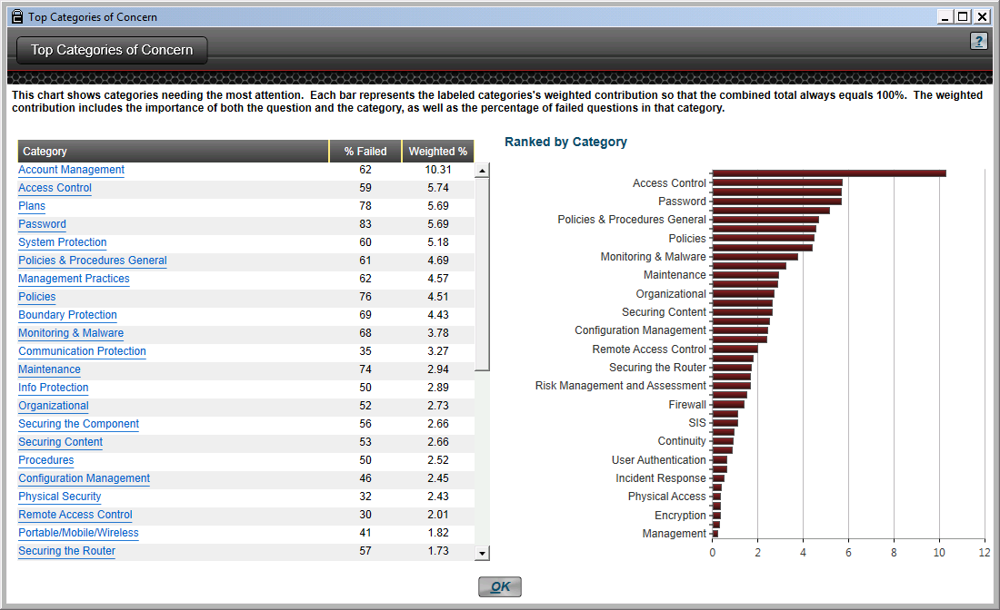 Top Categories of Concern
Top Categories of Concern
?
This chart shows categories needing the most attention.  Each bar represents the labeled categories's weighted contribution so that the combined total always equals 100%.  The weighted
contribution includes the importance of both the question and the category, as well as the percentage of failed questions in that category.
Category % Failed Weighted %
Account Management 62 10.31
Access Control 59 5.74
Plans 78 5.69
Password 83 5.69
System Protection 60 5.18
Policies & Procedures General 61 4.69
Management Practices 62 4.57
Policies 76 4.51
Boundary Protection 69 4.43
Monitoring & Malware 68 3.78
Communication Protection 35 3.27
Maintenance 74 2.94
Info Protection 50 2.89
Organizational 52 2.73
Securing the Component 56 2.66
Securing Content 53 2.66
Procedures 50 2.52
Configuration Management 46 2.45
Physical Security 32 2.43
Remote Access Control 30 2.01
Portable/Mobile/Wireless 41 1.82
Securing the Router 57 1.73
Ranked by Category
Access Control
Password
Policies & Procedures General
Policies
Monitoring & Malware
Maintenance
Organizational
Securing Content
Configuration Management
Remote Access Control
Securing the Router
Risk Management and Assessment
Firewall
SIS
Continuity
User Authentication
Incident Response
Physical Access
Encryption
Management
0 2 4 6 8 10 12
OK